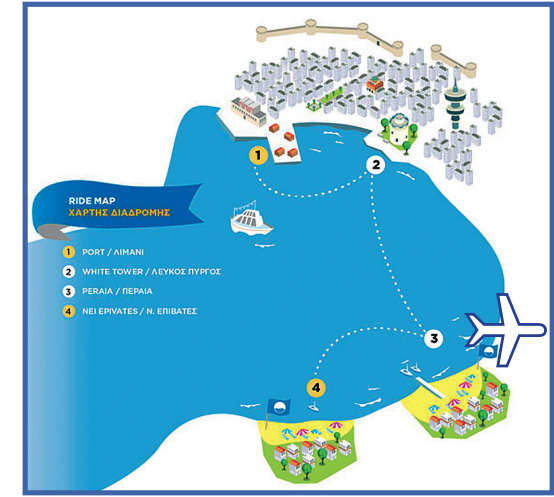 RIDE MAP
ΧΑΡΤΗΣ ΔΙΑΔΡΟΜΗΣ
1 PORT / ΛΙΜΑΝΙ
2 WHITE TOWER / ΛΕΥΚΟΣ ΠΥΡΓΟΣ
3 PERAIA / ΠΕΡΑΙΑ
4 NEI EPIVATES / Ν. ΕΠΙΒΑΤΕΣ
1
2
3
4